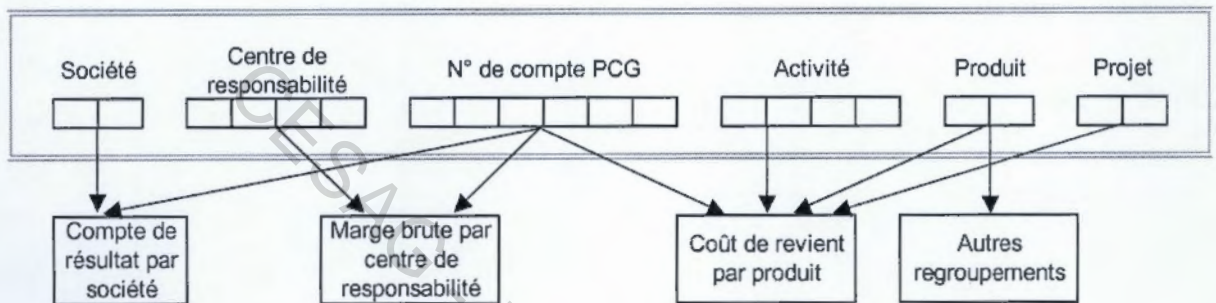 Société
Centre de
responsabilité
N° de compte PCG
Activité
Produit
Projet
CESAG
Compte de
résultat par
société
Marge brute par
centre de
responsabilité
Coût de revient
par produit
Autres
regroupements